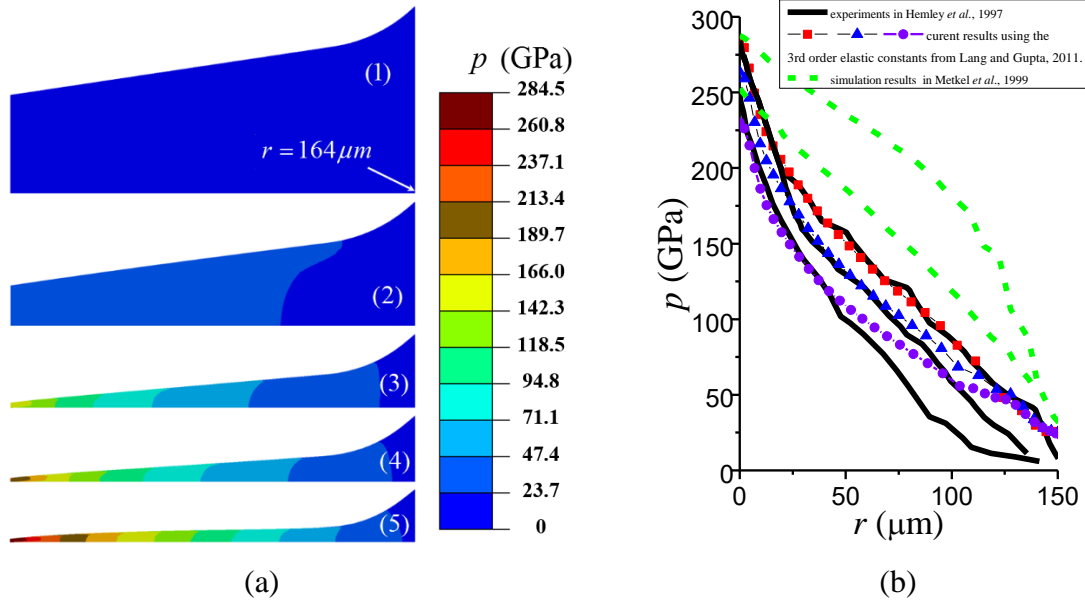 (1)
r = 164 μm
(2)
(3)
(4)
(5)
p (GPa)
284.5
260.8
237.1
213.4
189.7
166.0
142.3
118.5
94.8
71.1
47.4
23.7
0
(a)
experiments in Hemley et al., 1997
curent results using the
3rd order elastic constants from Lang and Gupta, 2011.
simulation results in Metkel et al., 1999
300
250
200
150
100
50
0
p (GPa)
0 50 100 150
r (μm)
(b)